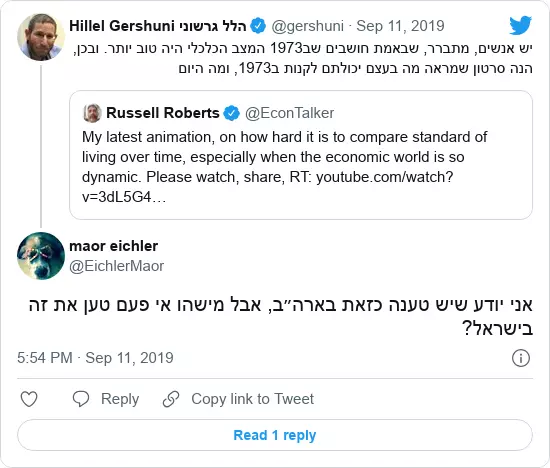 Hillel Gershuni הלל גרשוני @gershuni · Sep 11, 2019
יש אנשים, מתברר, שבאמת חושבים שב1973 המצב הכלכלי היה טוב יותר. ובכן,
הנה סרטון שמראה מה בעצם יכולתם לקנות ב1973, ומה היום
Russell Roberts @EconTalker
My latest animation, on how hard it is to compare standard of
living over time, especially when the economic world is so
dynamic. Please watch, share, RT: youtube.com/watch?
v=3dL5G4…
maor eichler
@EichlerMaor
אני יודע שיש טענה כזאת בארה״ב, אבל מישהו אי פעם טען את זה
בישראל?
5:54 PM · Sep 11, 2019
Reply
Copy link to Tweet
Read 1 reply